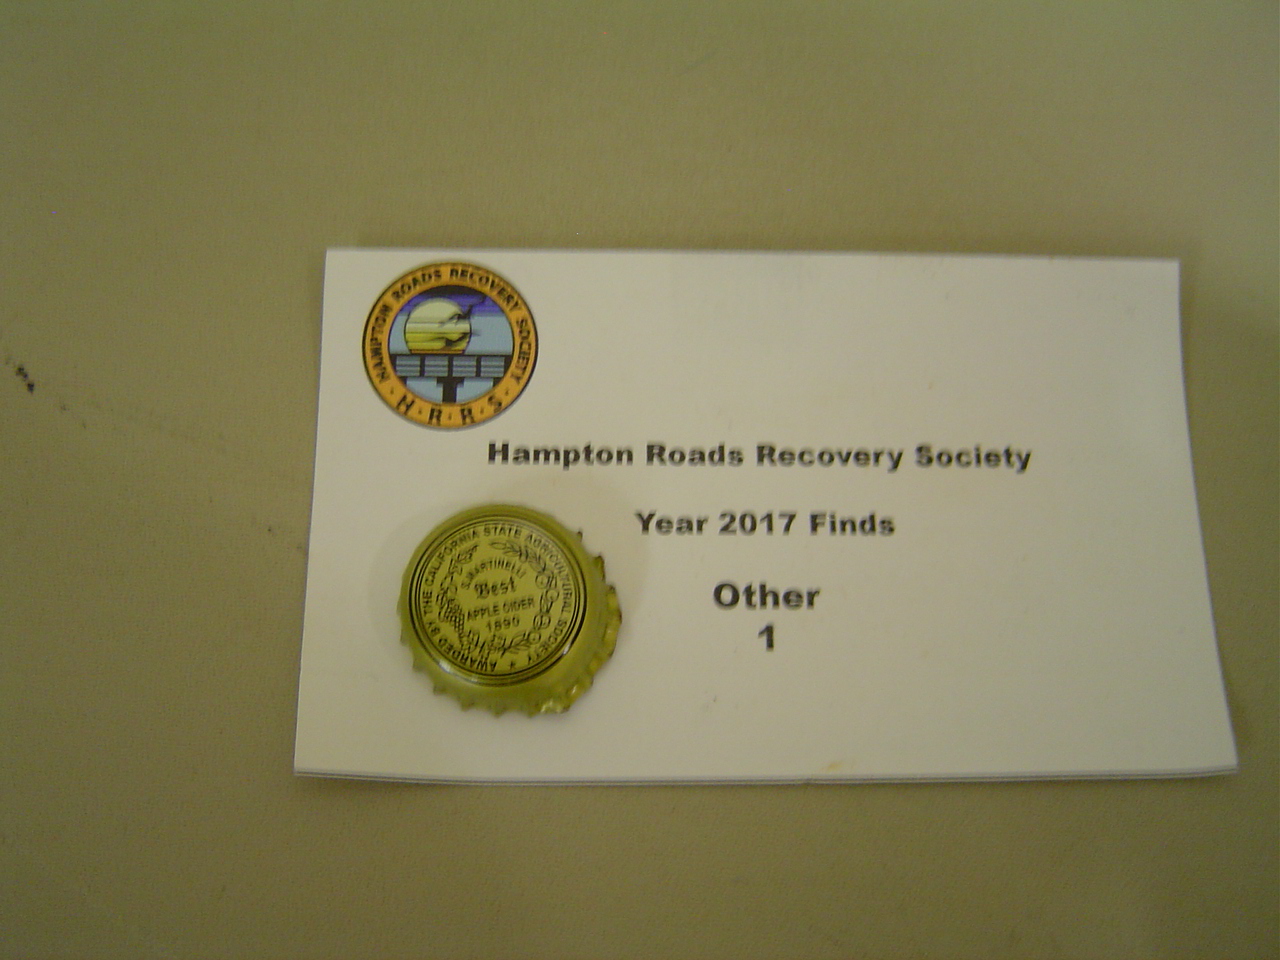 HAMPTON ROADS RECOVERY SOCIETY
· H · R · R · S ·
Hampton Roads Recovery Society
Year 2017 Finds
Other
1
AWARDED BY THE CALIFORNIA STATE AGRICULTURAL SOCIETY
S. MARTINELLI
Best
APPLE CIDER
1890